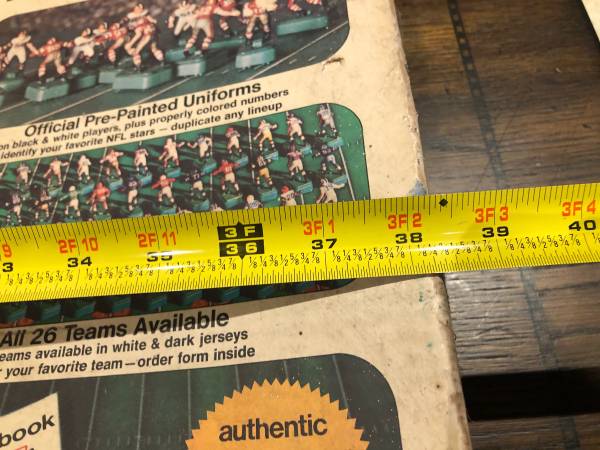 Official Pre-Painted Uniforms
on black & white players, plus properly colored numbers
identify your favorite NFL stars — duplicate any lineup
9 2F 10 2F 11 3F 3F 1 3F 2 3F 3 3F 4
3 34 35 36 37 38 39 40
All 26 Teams Available
eams available in white & dark jerseys
your favorite team — order form inside
book
authentic